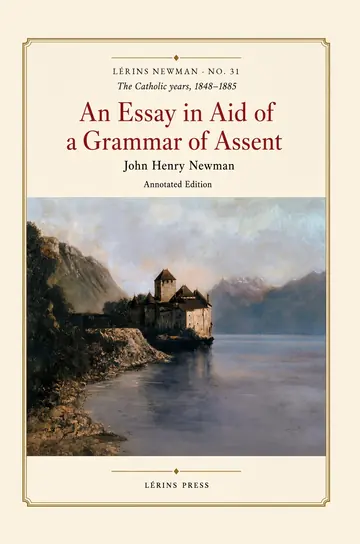 LÉRINS NEWMAN · NO. 31
The Catholic years, 1848–1885
An Essay in Aid of
a Grammar of Assent
John Henry Newman
Annotated Edition
LÉRINS PRESS